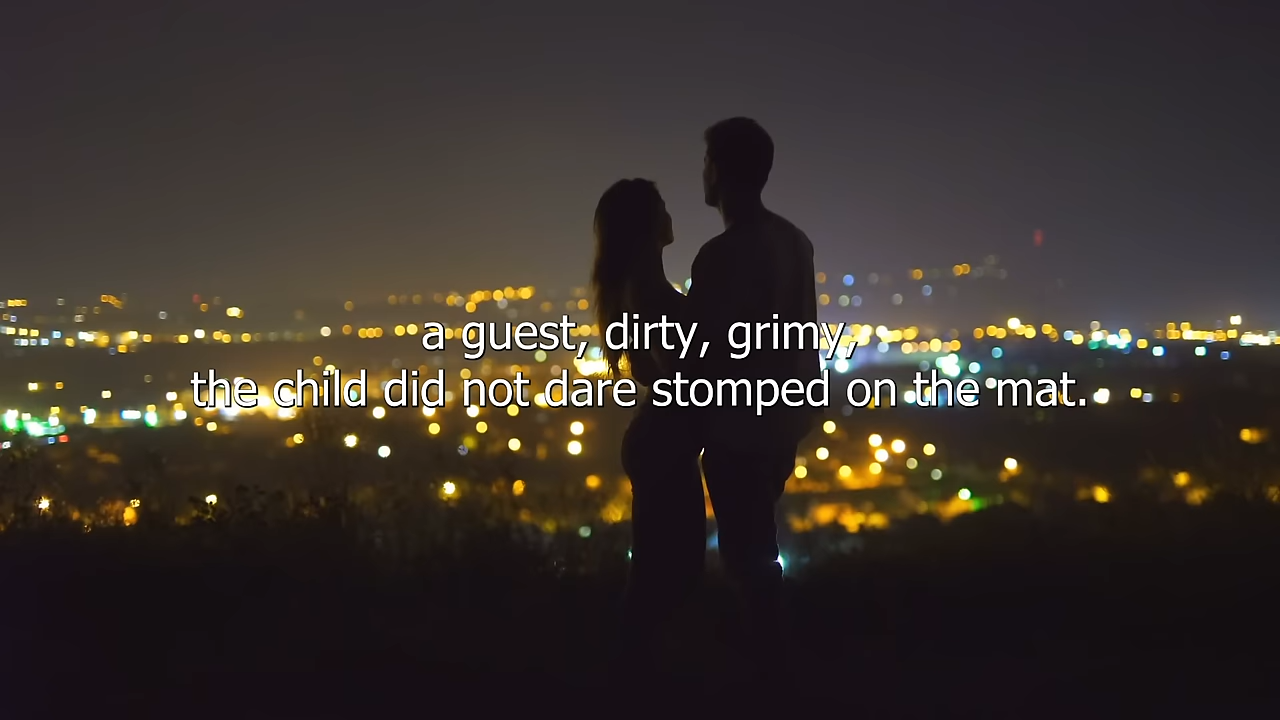 a guest, dirty, grimy,
the child did not dare stomped on the mat.